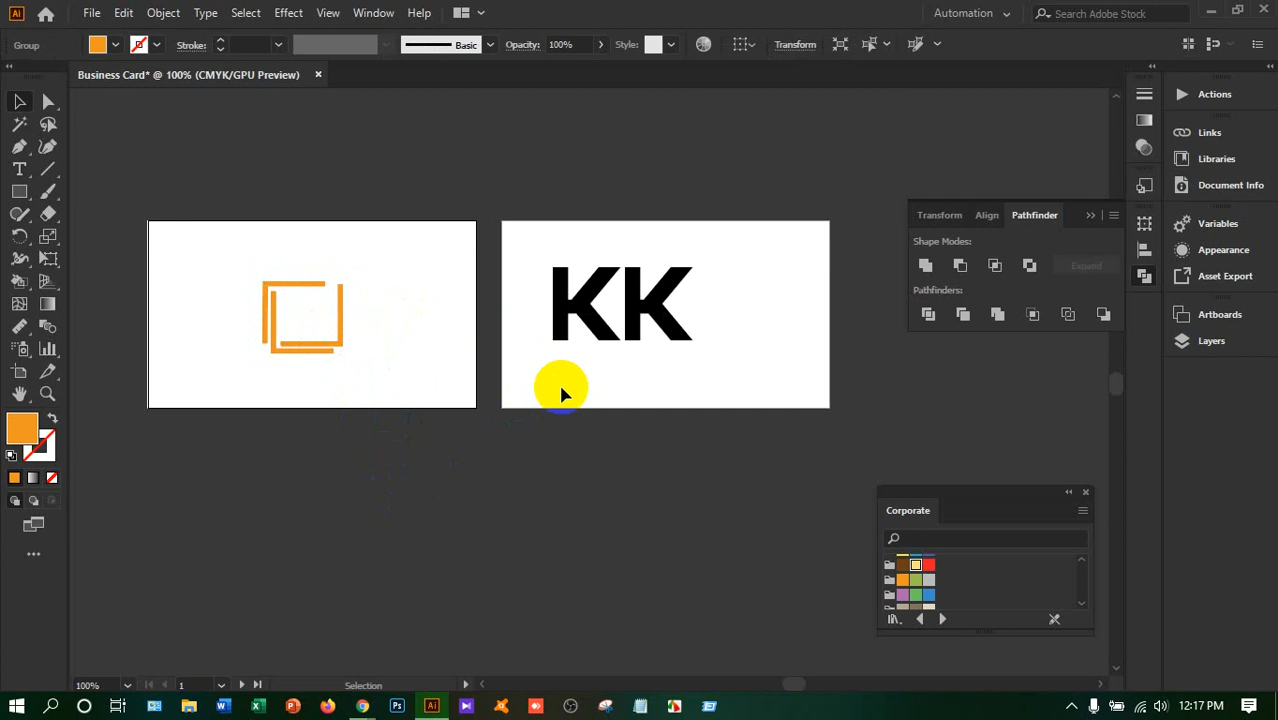 Ai File Edit Object Type Select Effect View Window Help Automation Search Adobe Stock
Group Stroke: Basic Opacity: 100% Style: Transform
Business Card* @ 100% (CMYK/GPU Preview)
Actions
Links
Libraries
Document Info
Variables
Appearance
Asset Export
Artboards
Layers
Transform Align Pathfinder
Shape Modes:
Expand
Pathfinders:
KK
Corporate
100% 1 Selection
W X P Ps Ai 12:17 PM